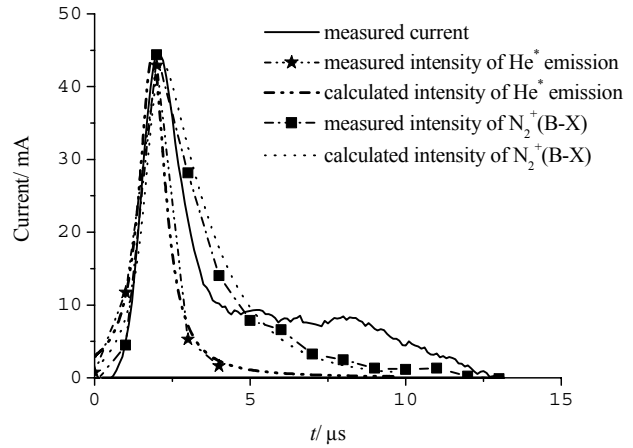 measured current
measured intensity of He* emission
calculated intensity of He* emission
measured intensity of N2+(B-X)
calculated intensity of N2+(B-X)
50
40
30
20
10
0
Current/ mA
0
5
10
15
t/ μs